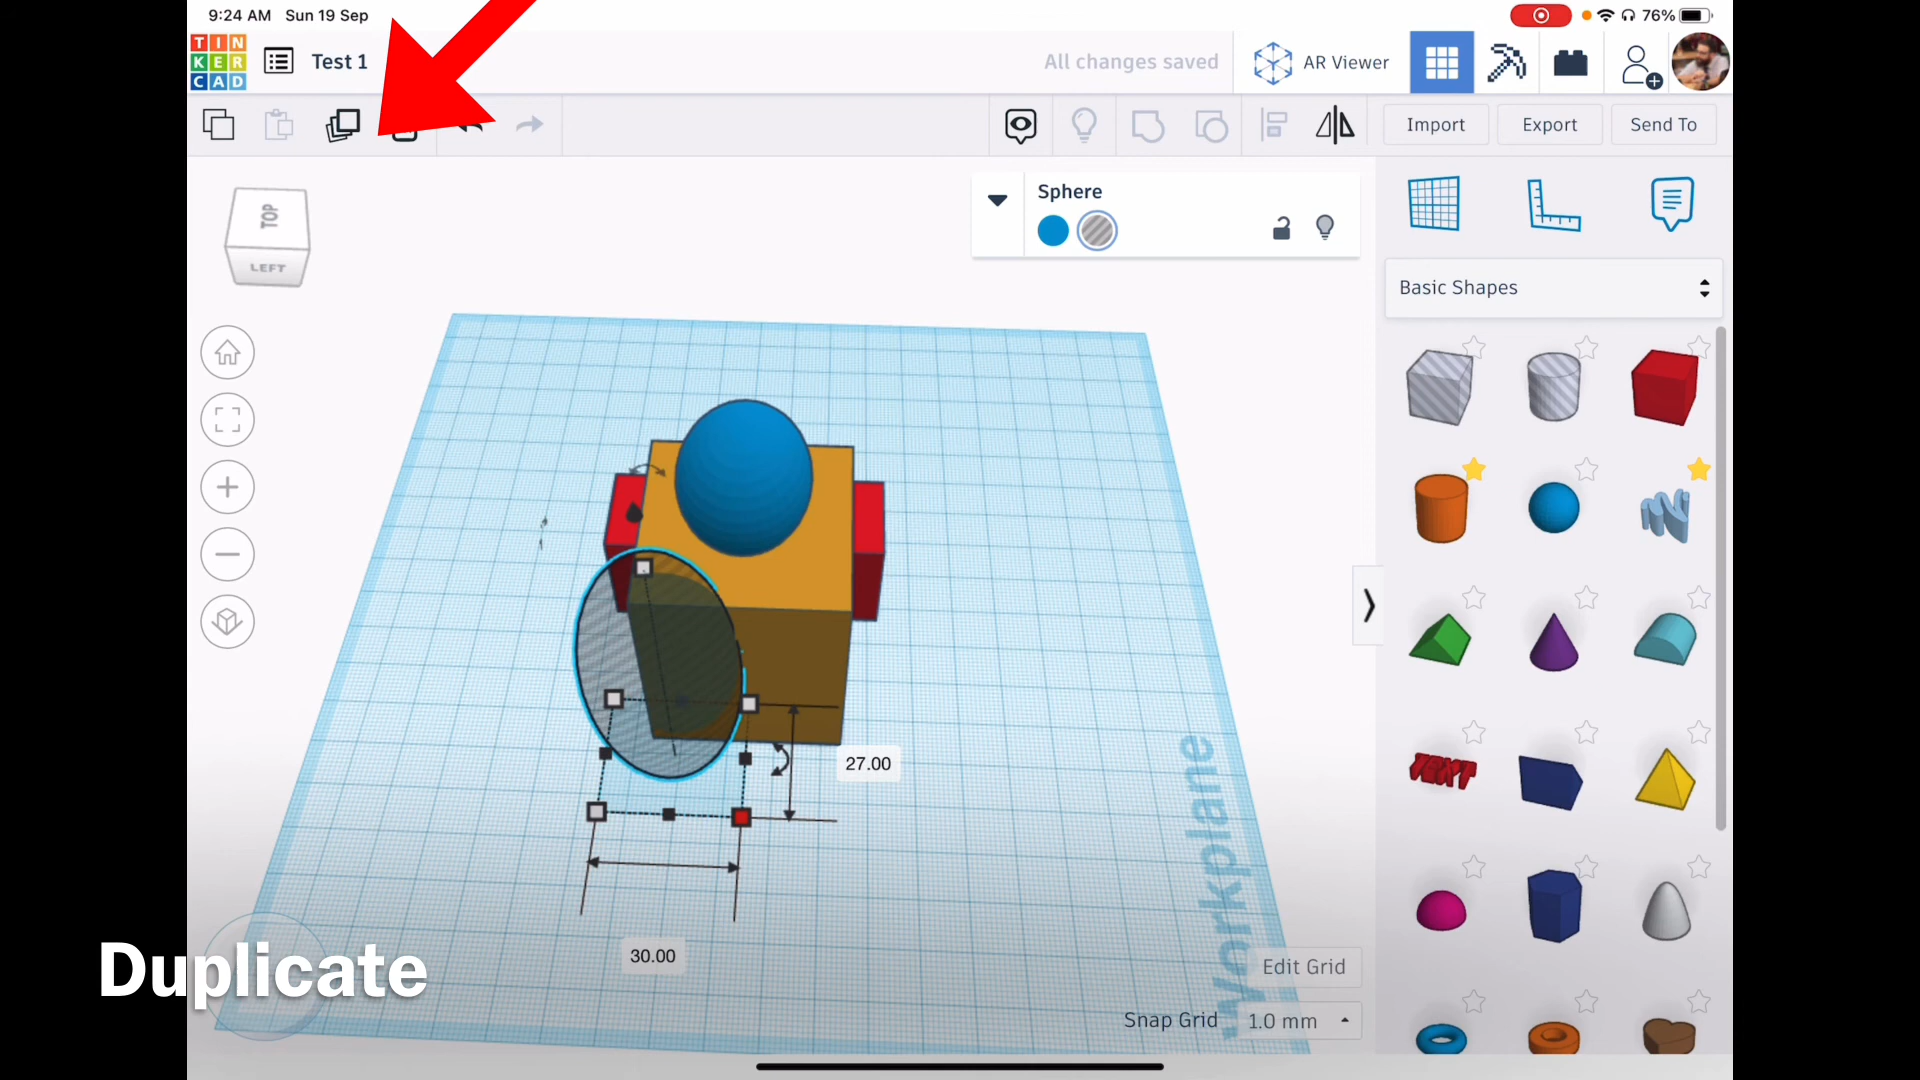 9:24 AM Sun 19 Sep
76%
TIN
KER
CAD
Test 1
All changes saved
AR Viewer
Import
Export
Send To
TOP
LEFT
Sphere
Basic Shapes
TEXT
27.00
30.00
Workplane
Edit Grid
Snap Grid
1.0 mm
Duplicate